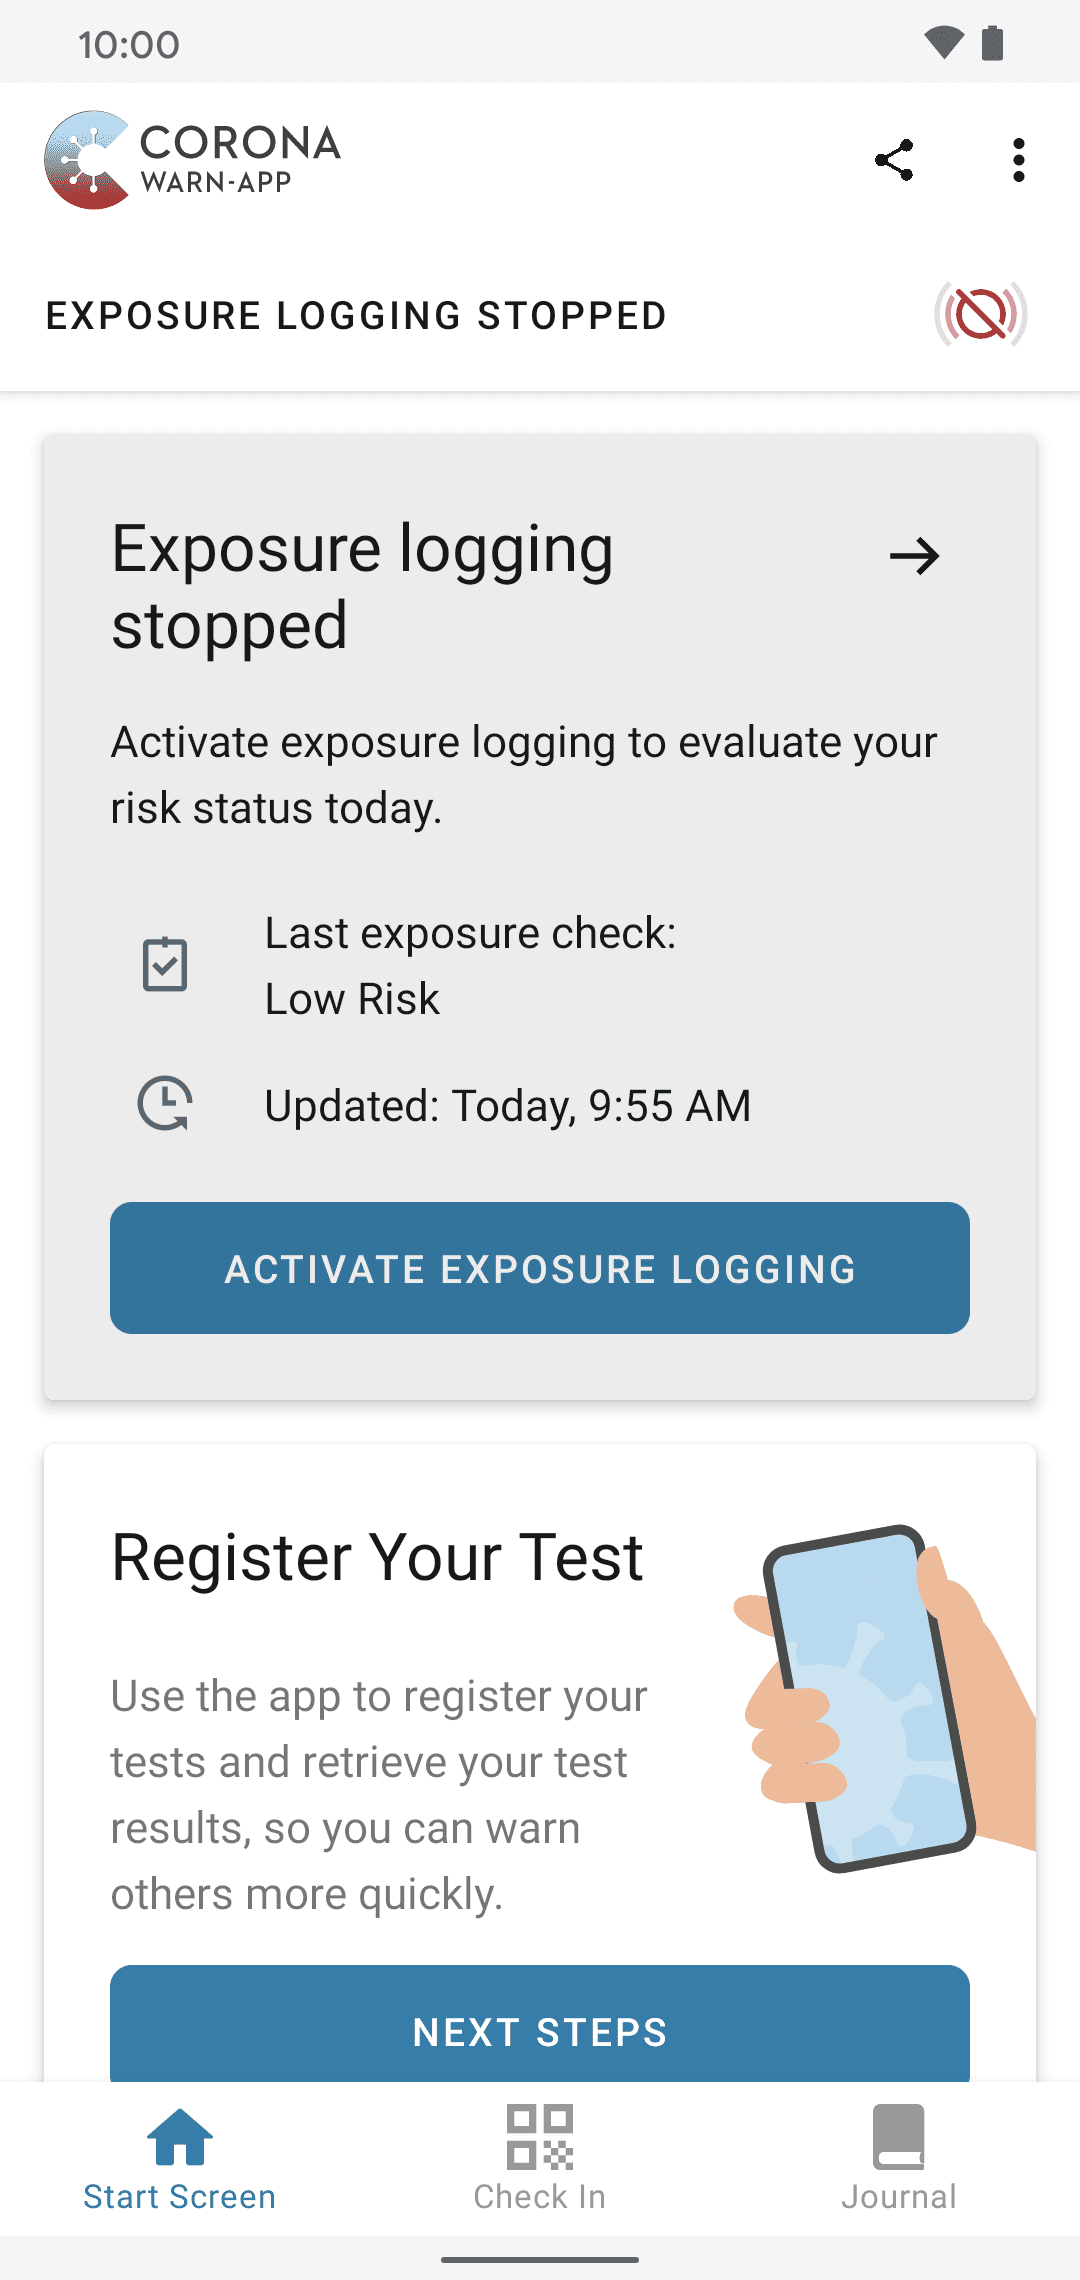 10:00
CORONA
WARN-APP
EXPOSURE LOGGING STOPPED
Exposure logging
stopped
Activate exposure logging to evaluate your
risk status today.
Last exposure check:
Low Risk
Updated: Today, 9:55 AM
ACTIVATE EXPOSURE LOGGING
Register Your Test
Use the app to register your
tests and retrieve your test
results, so you can warn
others more quickly.
NEXT STEPS
Start Screen
Check In
Journal